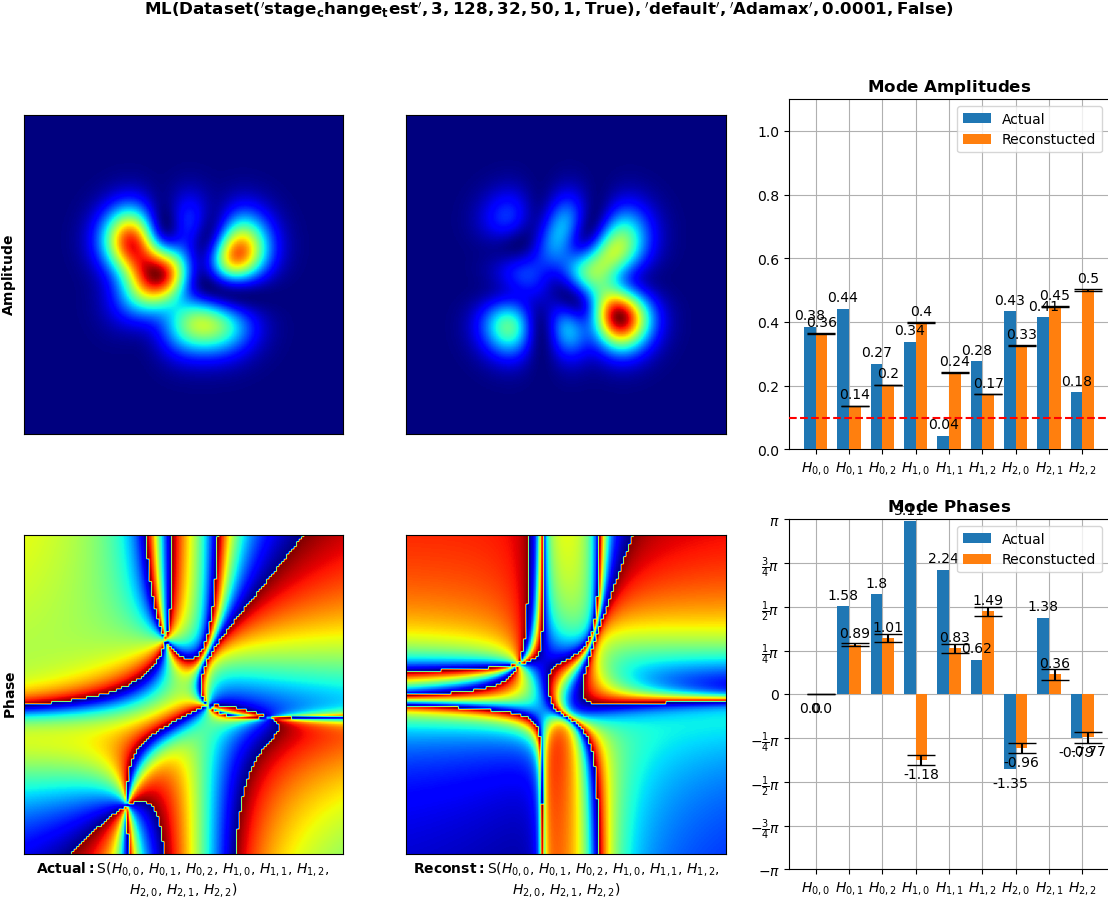 ML(Dataset('stage_change_test', 3, 128, 32, 50, 1, True), 'default', 'Adamax', 0.0001, False)
Amplitude
Mode Amplitudes
Actual
Reconstucted
1.0
0.8
0.6
0.4
0.2
0.0
0.38
0.36
0.44
0.14
0.27
0.2
0.34
0.4
0.04
0.24
0.28
0.17
0.43
0.33
0.41
0.45
0.18
0.5
H0,0 H0,1 H0,2 H1,0 H1,1 H1,2 H2,0 H2,1 H2,2
Phase
Actual: S(H0,0, H0,1, H0,2, H1,0, H1,1, H1,2,
H2,0, H2,1, H2,2)
Reconst: S(H0,0, H0,1, H0,2, H1,0, H1,1, H1,2,
H2,0, H2,1, H2,2)
Mode Phases
Actual
Reconstucted
π
3/4π
1/2π
1/4π
0
−1/4π
−1/2π
−3/4π
−π
0.0
0.0
1.58
0.89
1.8
1.01
3.11
-1.18
2.24
0.83
0.62
1.49
-1.35
-0.96
1.38
0.36
-0.79
-0.77
H0,0 H0,1 H0,2 H1,0 H1,1 H1,2 H2,0 H2,1 H2,2